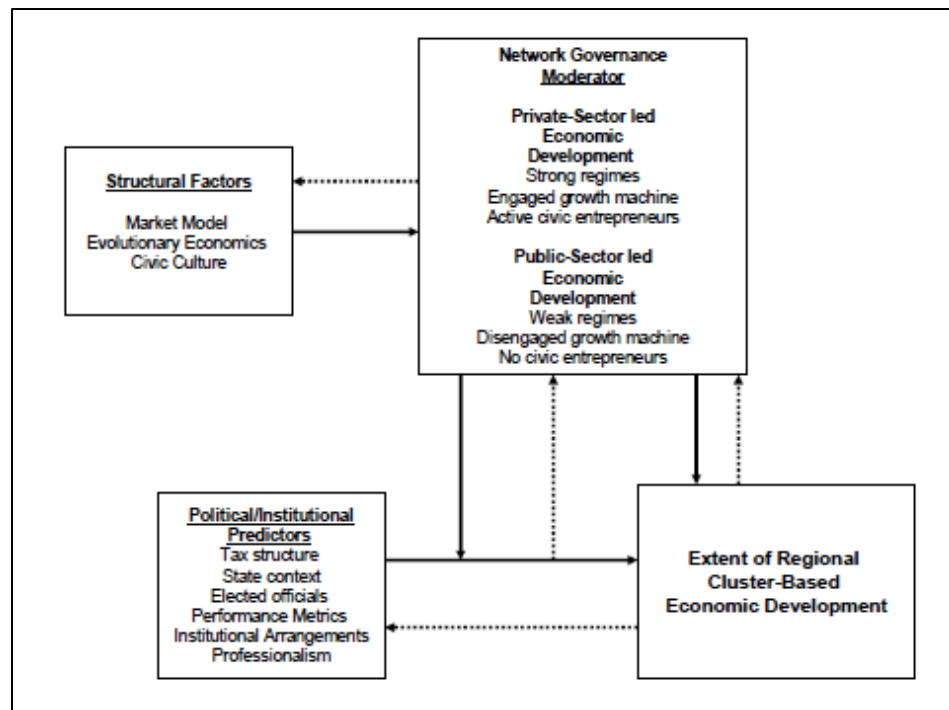 Network Governance
Moderator
Private-Sector led
Economic
Development
Strong regimes
Engaged growth machine
Active civic entrepreneurs
Public-Sector led
Economic
Development
Weak regimes
Disengaged growth machine
No civic entrepreneurs
Structural Factors
Market Model
Evolutionary Economics
Civic Culture
Political/Institutional
Predictors
Tax structure
State context
Elected officials
Performance Metrics
Institutional Arrangements
Professionalism
Extent of Regional
Cluster-Based
Economic Development